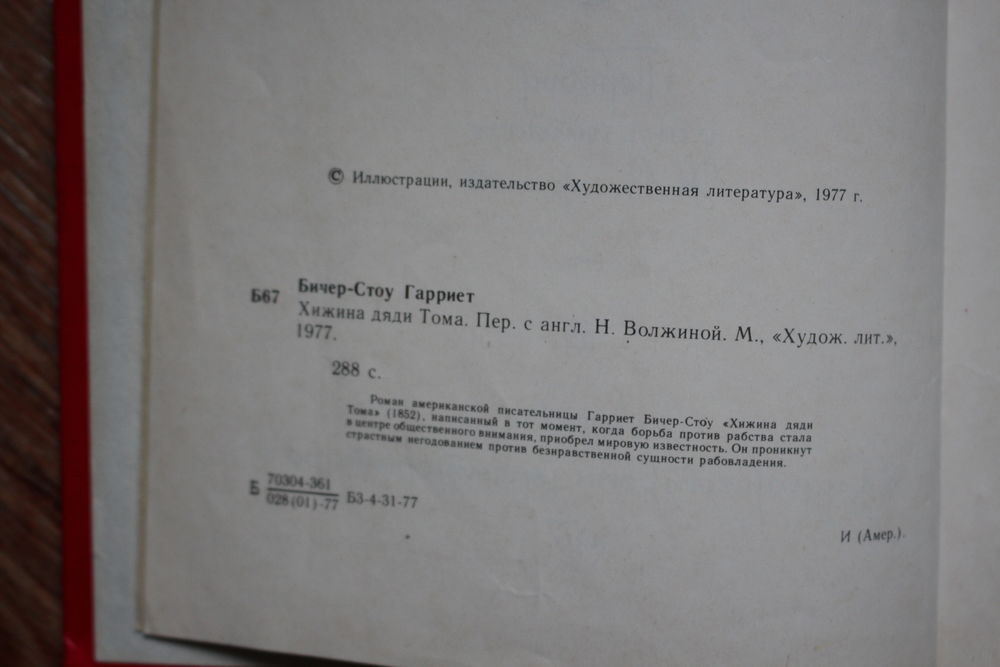 © Иллюстрации, издательство «Художественная литература», 1977 г.
Бичер-Стоу Гарриет
Б67 Хижина дяди Тома. Пер. с англ. Н. Волжиной. М., «Худож. лит.»,
1977.
288 с.
Роман американской писательницы Гарриет Бичер-Стоу «Хижина дяди
Тома» (1852), написанный в тот момент, когда борьба против рабства стала
в центре общественного внимания, приобрел мировую известность. Он проникнут
страстным негодованием против безнравственной сущности рабовладения.
Б 70304-361
028(01)-77 БЗ-4-31-77
И (Амер.).